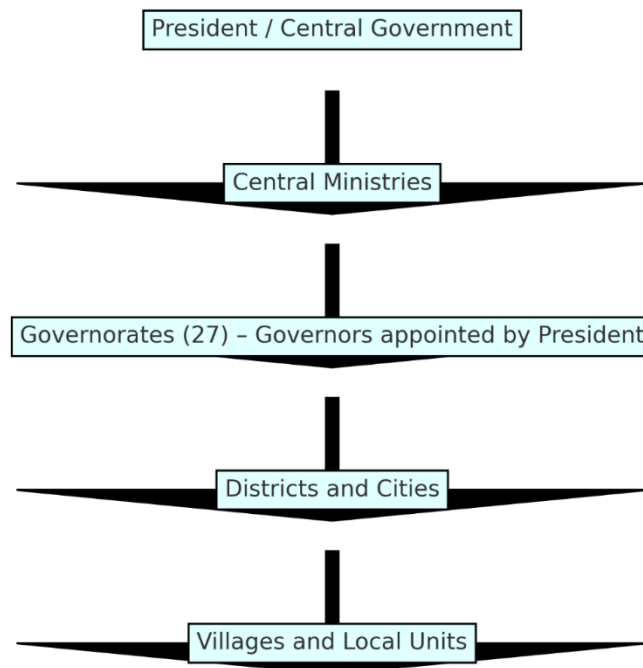 President / Central Government
Central Ministries
Governorates (27) – Governors appointed by President
Districts and Cities
Villages and Local Units